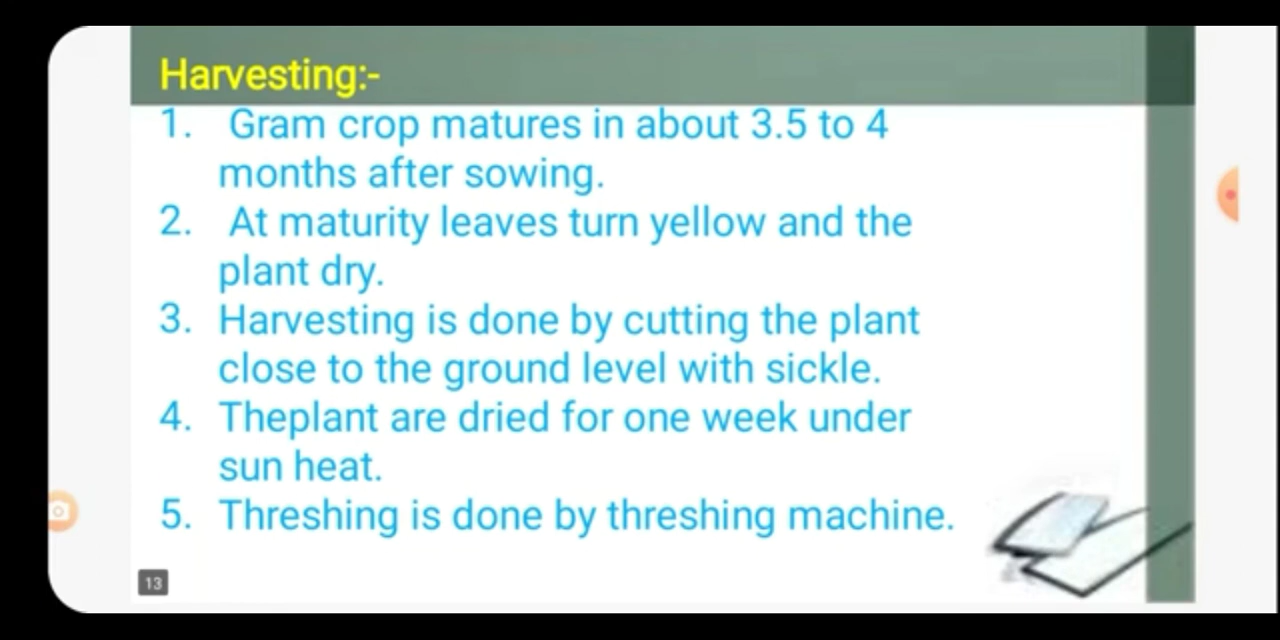 Harvesting:-
1. Gram crop matures in about 3.5 to 4
months after sowing.
2. At maturity leaves turn yellow and the
plant dry.
3. Harvesting is done by cutting the plant
close to the ground level with sickle.
4. Theplant are dried for one week under
sun heat.
5. Threshing is done by threshing machine.
13